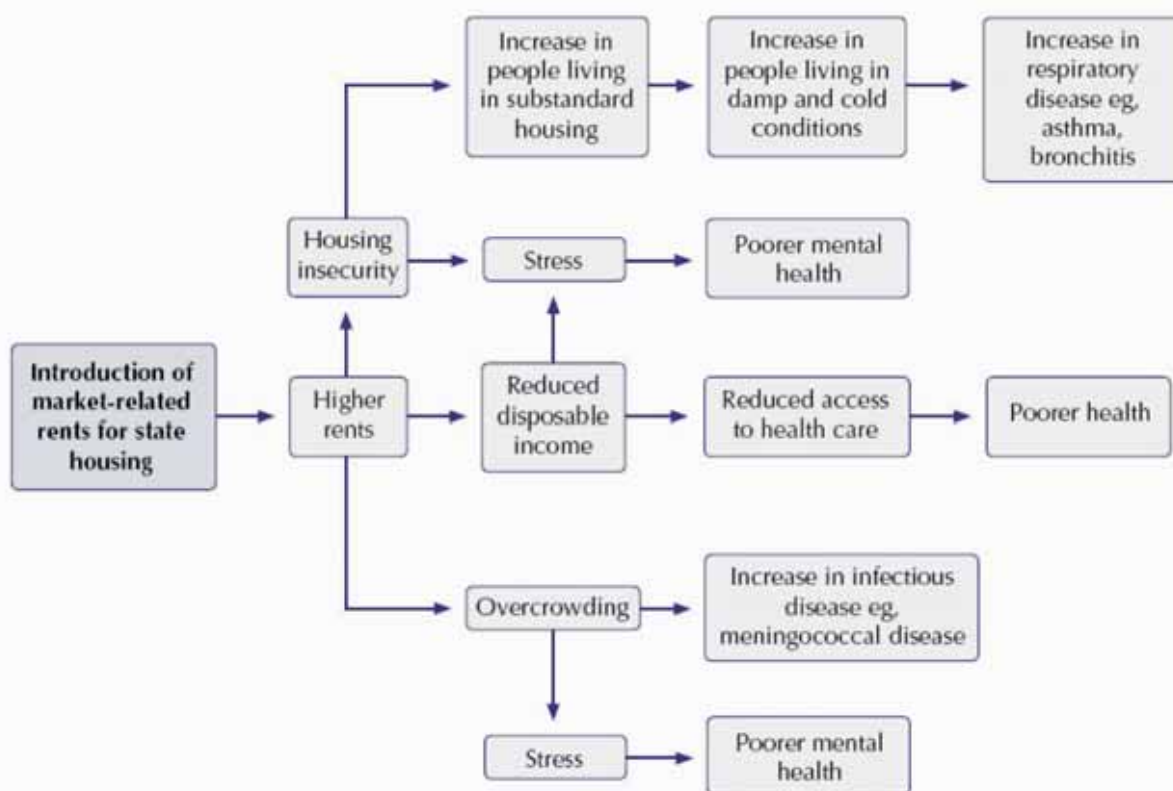 Increase in
people living
in substandard
housing
Increase in
people living in
damp and cold
conditions
Increase in
respiratory
disease eg,
asthma,
bronchitis
Housing
insecurity
Stress
Poorer mental
health
Introduction of
market-related
rents for state
housing
Higher
rents
Reduced
disposable
income
Reduced access
to health care
Poorer health
Overcrowding
Increase in infectious
disease eg,
meningococcal disease
Stress
Poorer mental
health